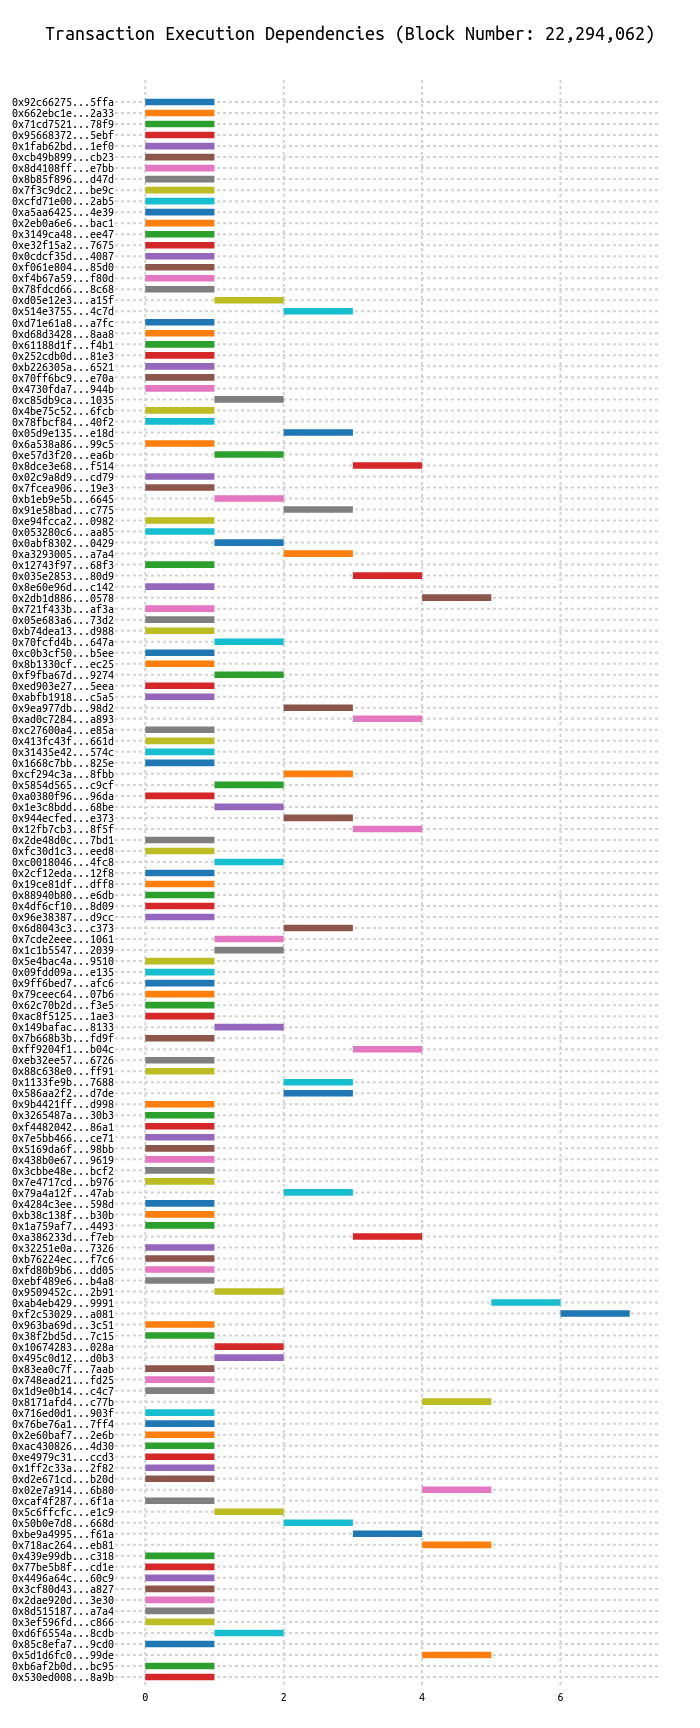 Transaction Execution Dependencies (Block Number: 22,294,062)
0x92c66275...5ffa
0x662ebc1e...2a33
0x71cd7521...78f9
0x95668372...5ebf
0x1fab62bd...1ef0
0xcb49b899...cb23
0x8d4108ff...e7bb
0x8b85f896...d47d
0x7f3c9dc2...be9c
0xcfd71e00...2ab5
0xa5aa6425...4e39
0x2eb0a6e6...bac1
0x3149ca48...ee47
0xe32f15a2...7675
0x0cdcf35d...4087
0xf061e804...85d0
0xf4b67a59...f80d
0x78fdcd66...8c68
0xd05e12e3...a15f
0x514e3755...4c7d
0xd71e61a8...a7fc
0xd68d3428...8aa8
0x61188d1f...f4b1
0x252cdb0d...81e3
0xb226305a...6521
0x70ff6bc9...e70a
0x4730fda7...944b
0xc85db9ca...1035
0x4be75c52...6fcb
0x78fbcf84...40f2
0x05d9e135...e18d
0x6a538a86...99c5
0xe57d3f20...ea6b
0x8dce3e68...f514
0x02c9a8d9...cd79
0x7fcea906...19e3
0xb1eb9e5b...6645
0x91e58bad...c775
0xe94fcca2...0982
0x053280c6...aa85
0x0abf8302...0429
0xa3293005...a7a4
0x12743f97...68f3
0x035e2853...80d9
0x8e60e96d...c142
0x2db1d886...0578
0x721f433b...af3a
0x05e683a6...73d2
0xb74dea13...d988
0x70fcfd4b...647a
0xc0b3cf50...b5ee
0x8b1330cf...ec25
0xf9fba67d...9274
0xed903e27...5eea
0xabfb1918...c5a5
0x9ea977db...98d2
0xad0c7284...a893
0xc27600a4...e85a
0x413fc43f...661d
0x31435e42...574c
0x1668c7bb...825e
0xcf294c3a...8fbb
0x5854d565...c9cf
0xa0380f96...96da
0x1e3c8bdd...68be
0x944ecfed...e373
0x12fb7cb3...8f5f
0x2de48d0c...7bd1
0xfc30d1c3...eed8
0xc0018046...4fc8
0x2cf12eda...12f8
0x19ce81df...dff8
0x88940b80...e6db
0x4df6cf10...8d09
0x96e38387...d9cc
0x6d8043c3...c373
0x7cde2eee...1061
0x1c1b5547...2039
0x5e4bac4a...9510
0x09fdd09a...e135
0x9ff6bed7...afc6
0x79ceec64...07b6
0x62c70b2d...f3e5
0xac8f5125...1ae3
0x149bafac...8133
0x7b668b3b...fd9f
0xff9204f1...b04c
0xeb32ee57...6726
0x88c638e0...ff91
0x1133fe9b...7688
0x586aa2f2...d7de
0x9b4421ff...d998
0x3265487a...30b3
0xf4482042...86a1
0x7e5bb466...ce71
0x5169da6f...98bb
0x438b0e67...9619
0x3cbbe48e...bcf2
0x7e4717cd...b976
0x79a4a12f...47ab
0x4284c3ee...598d
0xb38c138f...b30b
0x1a759af7...4493
0xa386233d...f7eb
0x32251e0a...7326
0xb76224ec...f7c6
0xfd80b9b6...dd05
0xebf489e6...b4a8
0x9509452c...2b91
0xab4eb429...9991
0xf2c53029...a081
0x963ba69d...3c51
0x38f2bd5d...7c15
0x10674283...028a
0x495c0d12...d0b3
0x83ea0c7f...7aab
0x748ead21...fd25
0x1d9e0b14...c4c7
0x8171afd4...c77b
0x716ed0d1...903f
0x76be76a1...7ff4
0x2e60baf7...2e6b
0xac430826...4d30
0xe4979c31...ccd3
0x1ff2c33a...2f82
0xd2e671cd...b20d
0x02e7a914...6b80
0xcaf4f287...6f1a
0x5c6ffcfc...e1c9
0x50b0e7d8...668d
0xbe9a4995...f61a
0x718ac264...eb81
0x439e99db...c318
0x77be5b8f...cd1e
0x4496a64c...60c9
0x3cf80d43...a827
0x2dae920d...3e30
0x8d515187...a7a4
0x3ef596fd...c866
0xd6f6554a...8cdb
0x85c8efa7...9cd0
0x5d1d6fc0...99de
0xb6af2b0d...bc95
0x530ed008...8a9b
0 2 4 6